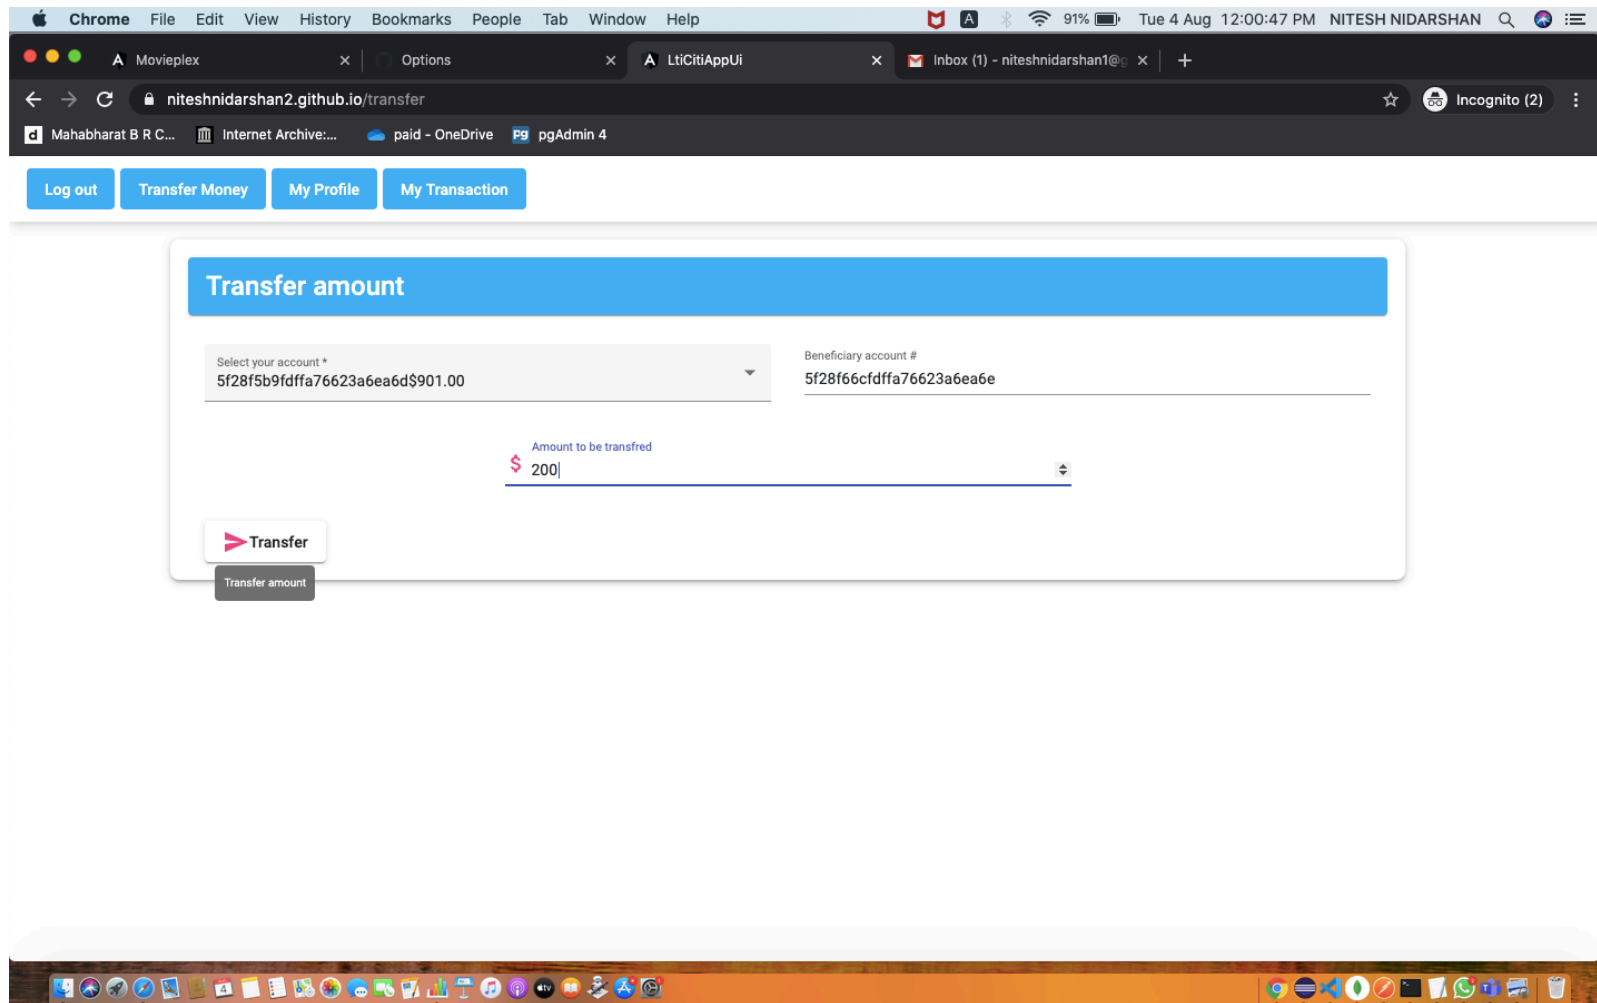 Chrome File Edit View History Bookmarks People Tab Window Help A 91% Tue 4 Aug 12:00:47 PM NITESH NIDARSHAN
Movieplex Options LtiCitiAppUi Inbox (1) - niteshnidarshan1@g
niteshnidarshan2.github.io/transfer Incognito (2)
d Mahabharat B R C... Internet Archive:... paid - OneDrive Pg pgAdmin 4
Log out Transfer Money My Profile My Transaction
Transfer amount
Select your account * Beneficiary account #
5f28f5b9fdffa76623a6ea6d$901.00 5f28f66cfdffa76623a6ea6e
Amount to be transfred
$ 200
Transfer
Transfer amount